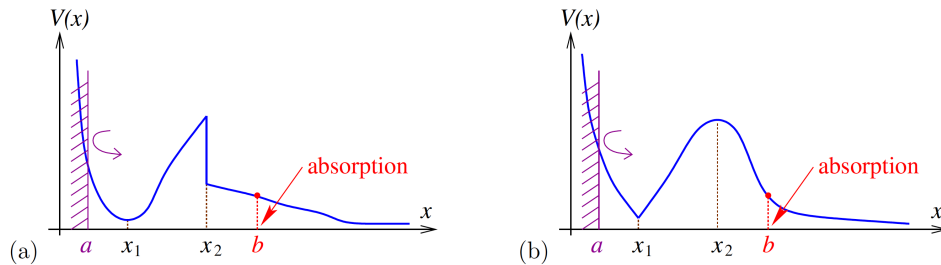 V(x)
absorption
x
(a)
a
x₁
x₂
b
V(x)
absorption
x
(b)
a
x₁
x₂
b